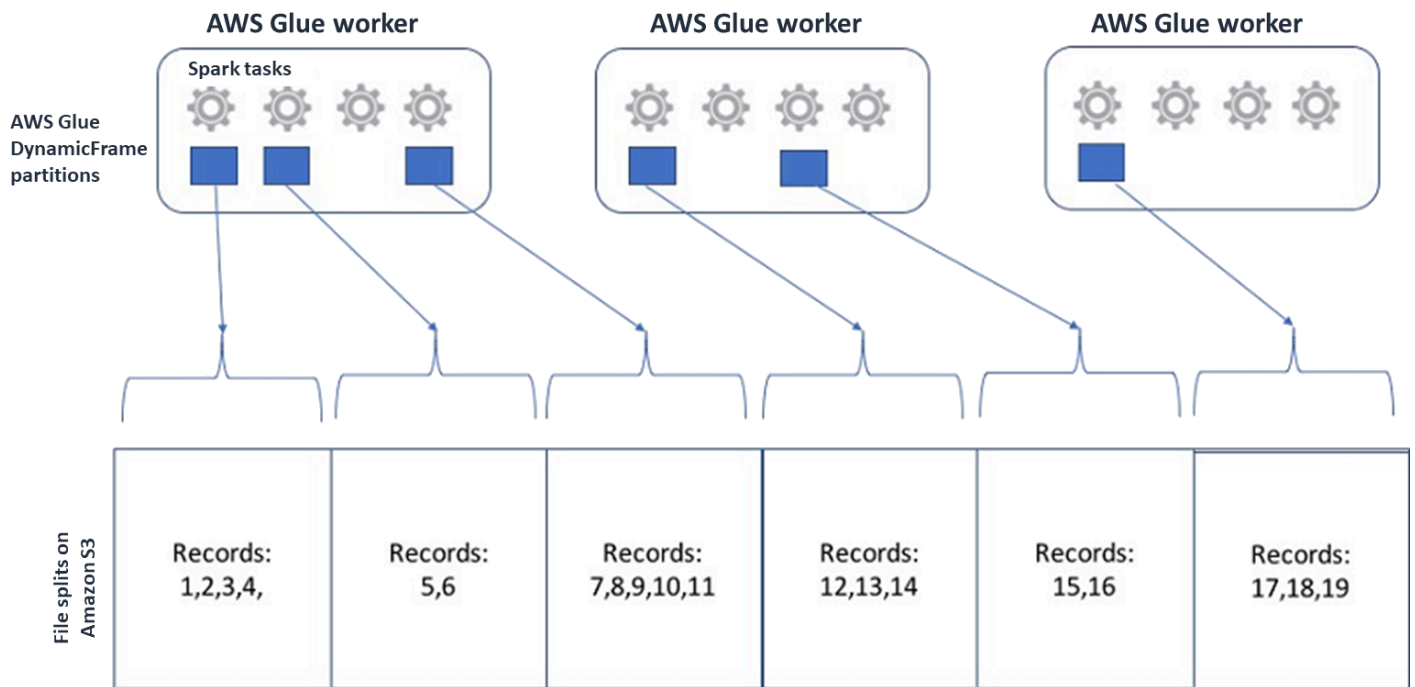 AWS Glue worker
AWS Glue worker
AWS Glue worker
Spark tasks
AWS Glue
DynamicFrame
partitions
File splits on
Amazon S3
Records:
1,2,3,4,
Records:
5,6
Records:
7,8,9,10,11
Records:
12,13,14
Records:
15,16
Records:
17,18,19